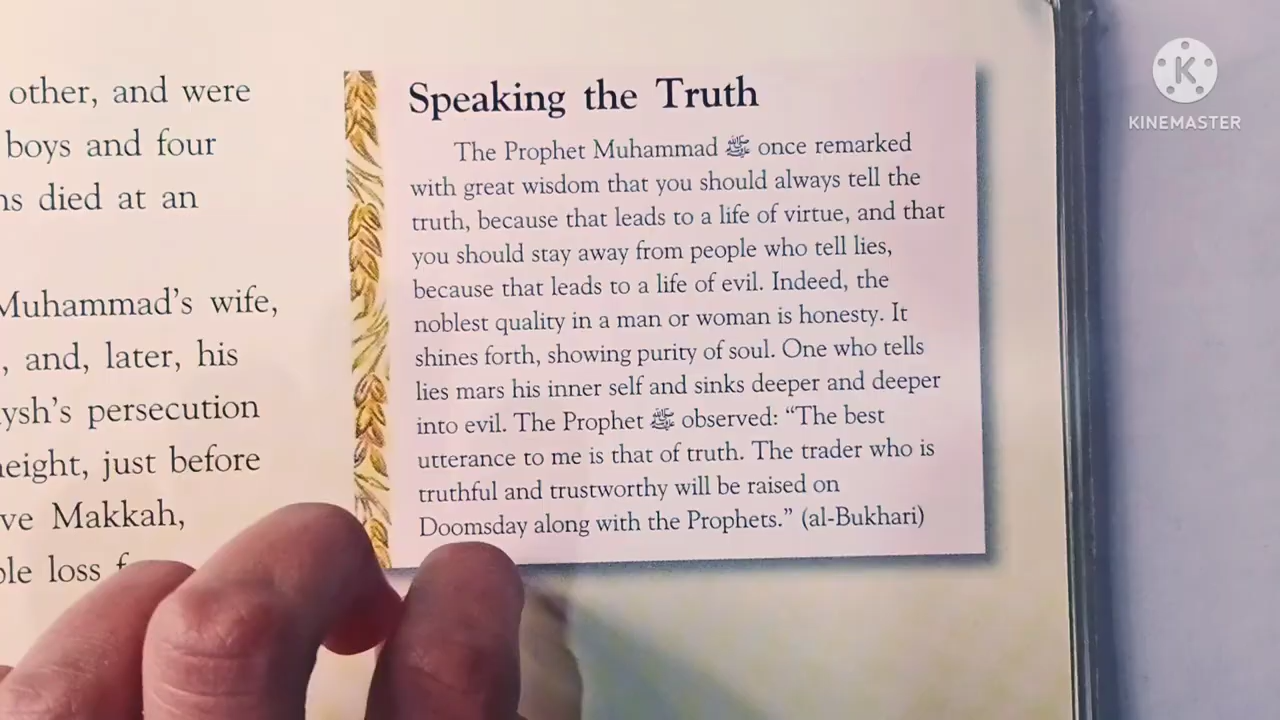 other, and were
boys and four
died at an
Muhammad's wife,
, and, later, his
persecution
just before
Makkah,
loss
Speaking the Truth
The Prophet Muhammad ﷺ once remarked
with great wisdom that you should always tell the
truth, because that leads to a life of virtue, and that
you should stay away from people who tell lies,
because that leads to a life of evil. Indeed, the
noblest quality in a man or woman is honesty. It
shines forth, showing purity of soul. One who tells
lies mars his inner self and sinks deeper and deeper
into evil. The Prophet ﷺ observed: “The best
utterance to me is that of truth. The trader who is
truthful and trustworthy will be raised on
Doomsday along with the Prophets.” (al-Bukhari)
K
KINEMASTER